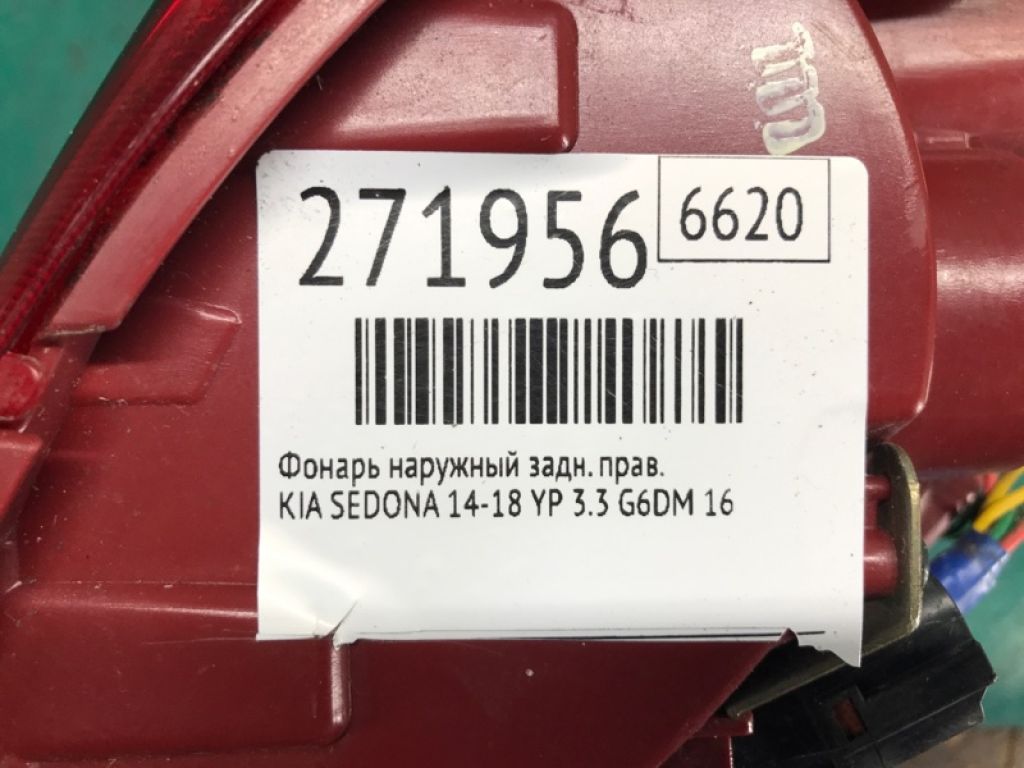 271956
6620
Фонарь наружный задн. прав.
KIA SEDONA 14-18 YP 3.3 G6DM 16